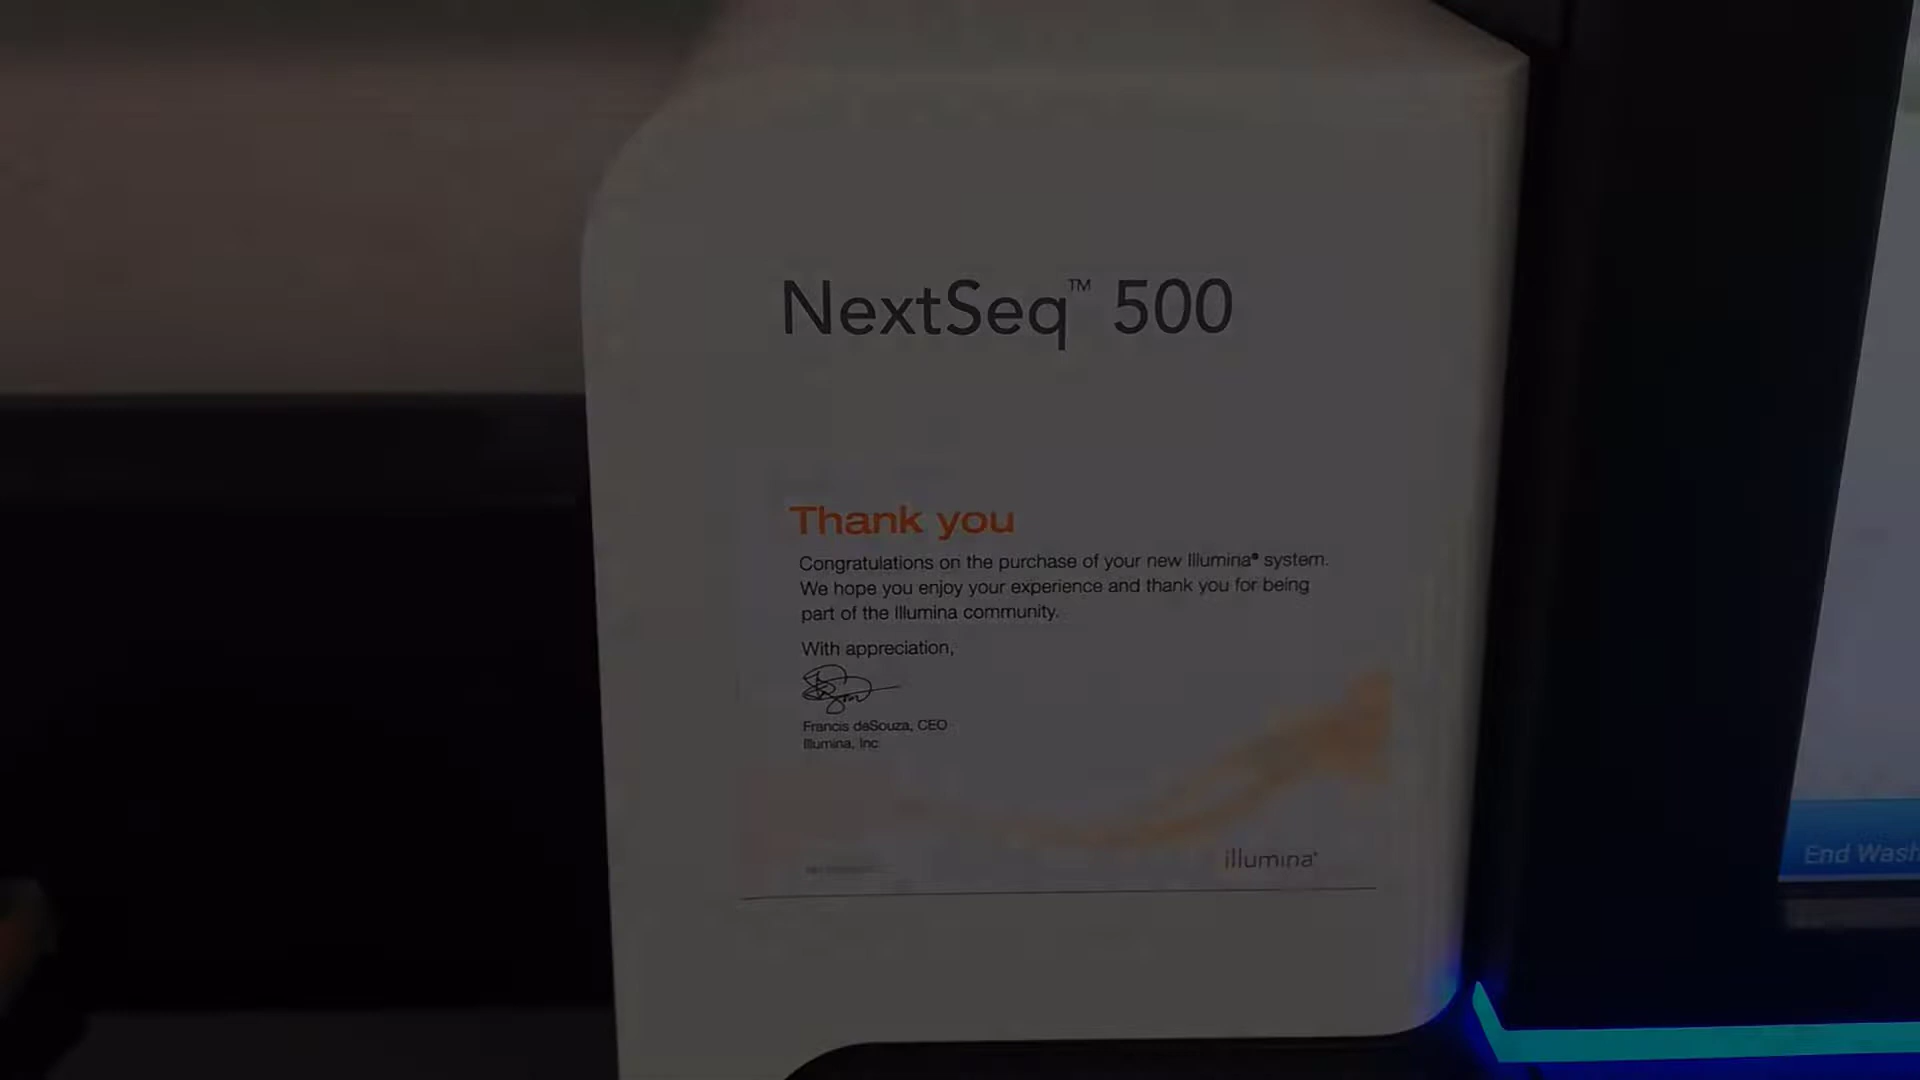 NextSeq™ 500
Thank you
Congratulations on the purchase of your new Illumina® system.
We hope you enjoy your experience and thank you for being
part of the Illumina community.
With appreciation,
Francis deSouza, CEO
Illumina, Inc
illumina®
End Wash